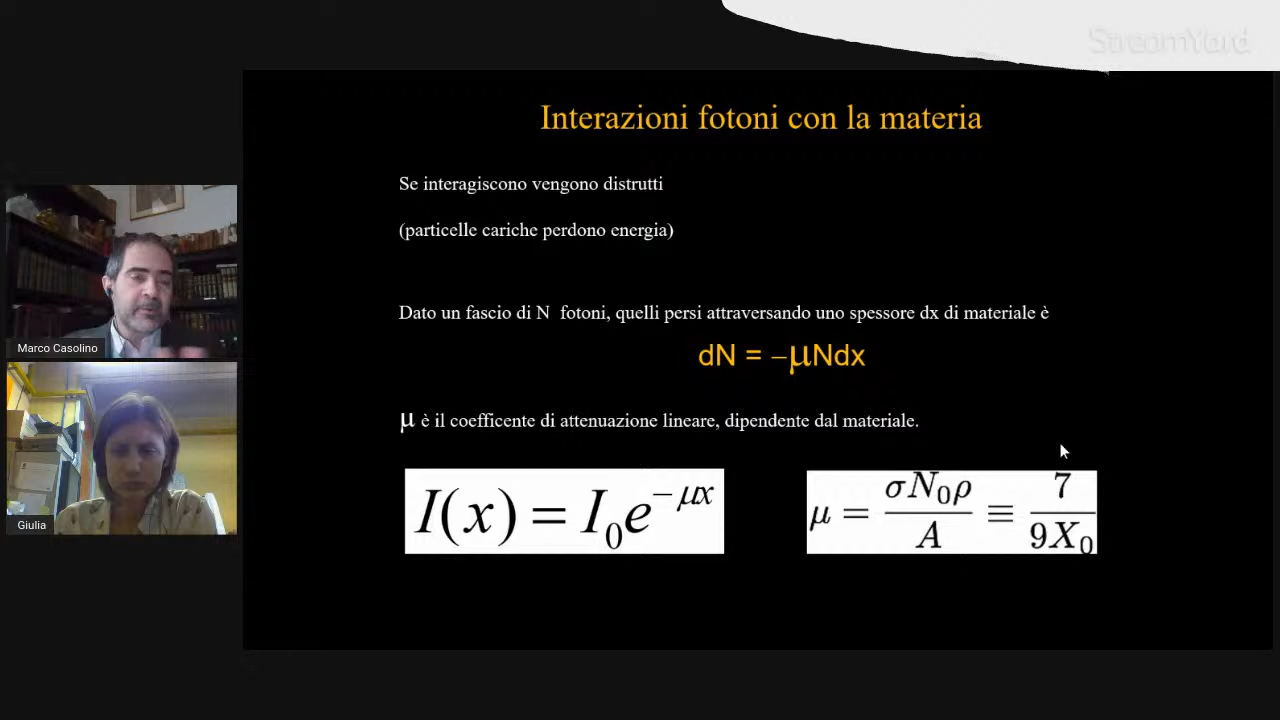 StreamYard
Interazioni fotoni con la materia
Se interagiscono vengono distrutti
(particelle cariche perdono energia)
Dato un fascio di N fotoni, quelli persi attraversando uno spessore dx di materiale è
dN = −μNdx
μ è il coefficente di attenuazione lineare, dipendente dal materiale.
I(x) = I₀e^{−μx}
μ = σN₀ρ / A ≡ 7 / 9X₀
Marco Casolino
Giulia